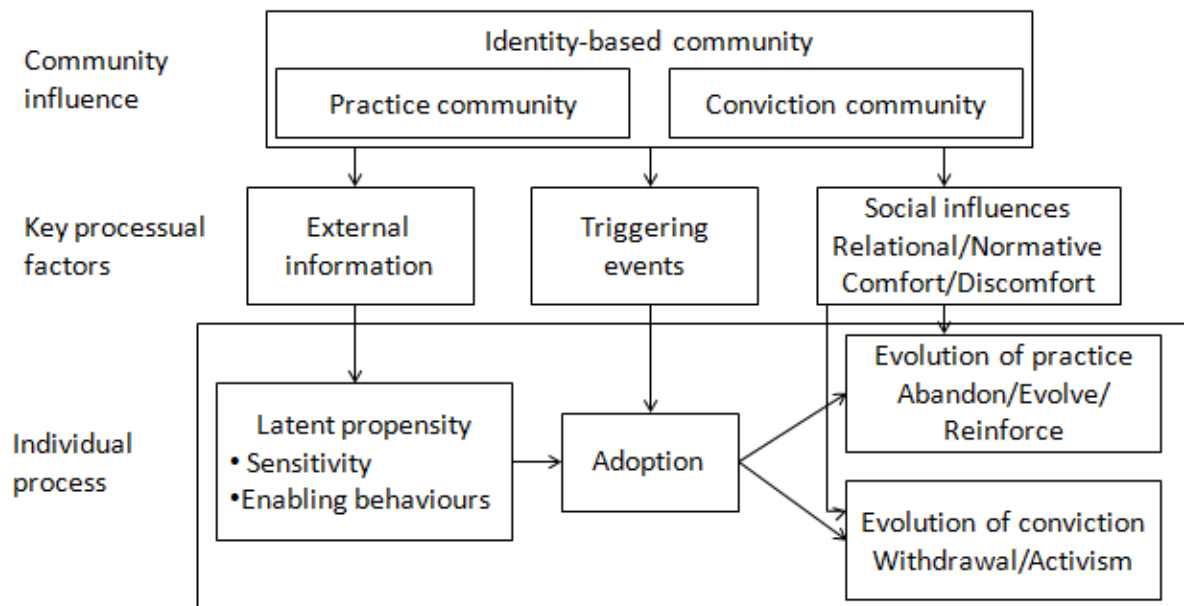 Community
influence
Identity-based community
Practice community
Conviction community
Key processual
factors
External
information
Triggering
events
Social influences
Relational/Normative
Comfort/Discomfort
Individual
process
Latent propensity
• Sensitivity
•Enabling behaviours
Adoption
Evolution of practice
Abandon/Evolve/
Reinforce
Evolution of conviction
Withdrawal/Activism